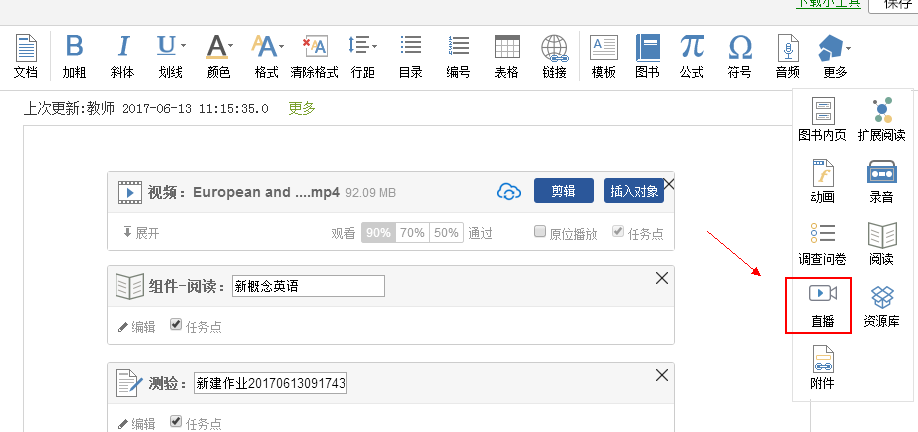 下载小工具 保存
文档 加粗 斜体 划线 颜色 格式 清除格式 行距 目录 编号 表格 链接 模板 图书 公式 符号 音频 更多
上次更新:教师 2017-06-13 11:15:35.0 更多
图书内页 扩展阅读
动画 录音
调查问卷 阅读
直播 资源库
附件
视频：European and ....mp4 92.09 MB 剪辑 插入对象
展开 观看 90% 70% 50% 通过 原位播放 任务点
组件-阅读：新概念英语
编辑 任务点
测验：新建作业20170613091743
编辑 任务点